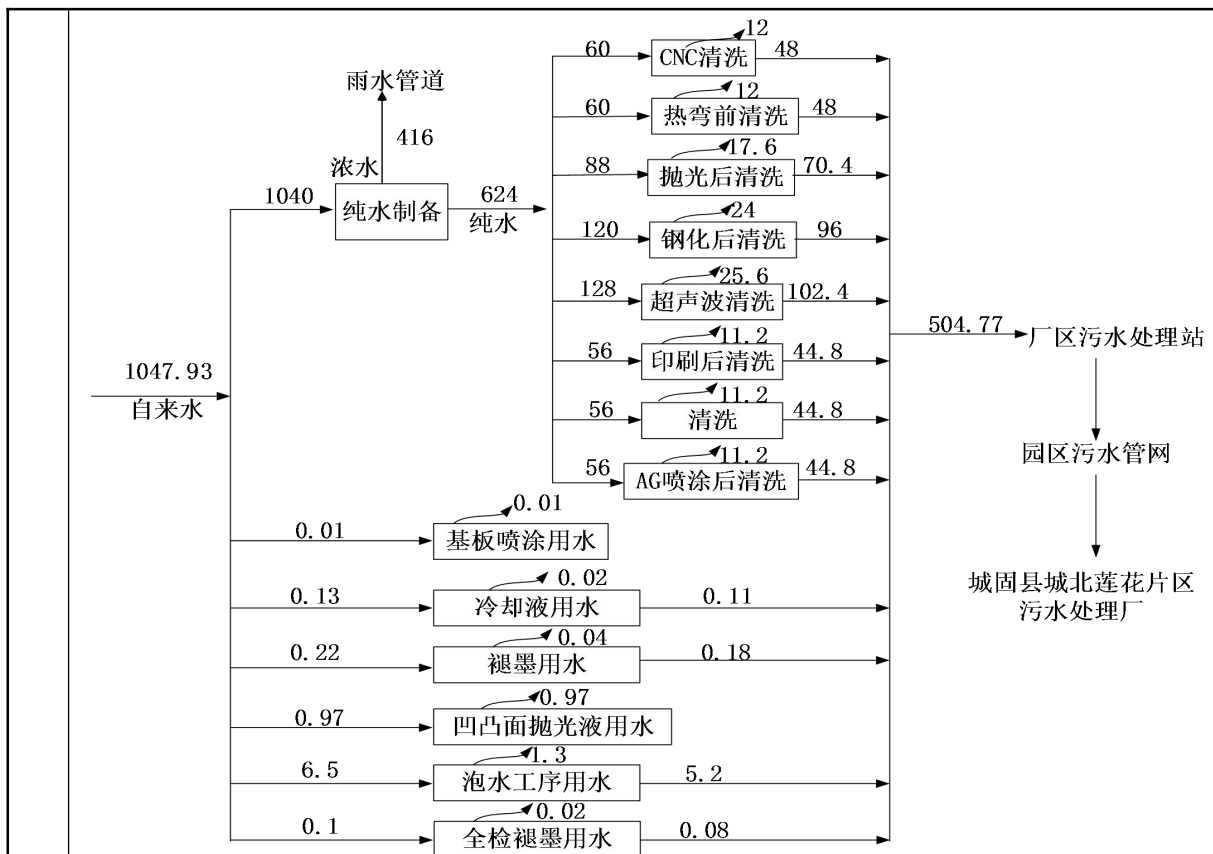 12
60
CNC清洗
48
雨水管道
12
60
热弯前清洗
48
416
17.6
浓水
88
抛光后清洗
70.4
1040
纯水制备
624
纯水
24
120
钢化后清洗
96
25.6
128
超声波清洗
102.4
504.77
厂区污水处理站
11.2
56
印刷后清洗
44.8
1047.93
自来水
11.2
56
清洗
44.8
园区污水管网
11.2
56
AG喷涂后清洗
44.8
0.01
0.01
基板喷涂用水
0.02
0.13
冷却液用水
0.11
城固县城北莲花片区
污水处理厂
0.04
0.22
褪墨用水
0.18
0.97
0.97
凹凸面抛光液用水
1.3
6.5
泡水工序用水
5.2
0.02
0.1
全检褪墨用水
0.08